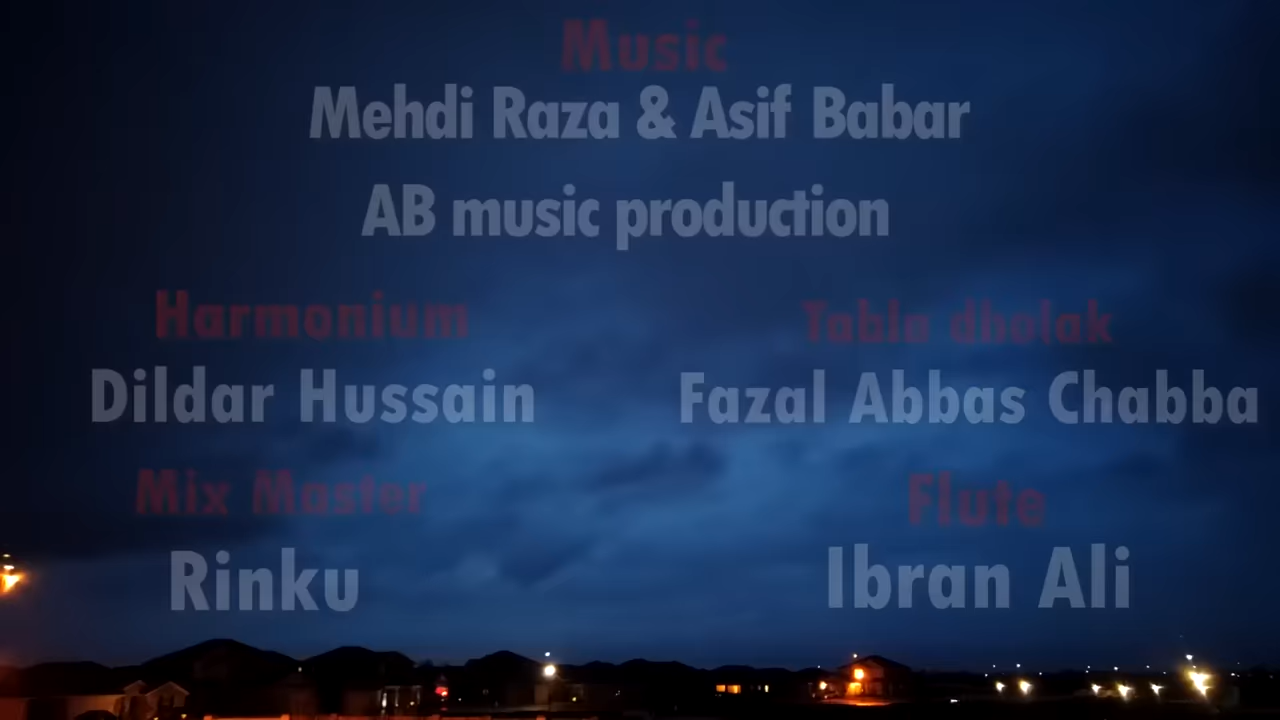 Music
Mehdi Raza & Asif Babar
AB music production
Harmonium
Dildar Hussain
Tabla dholak
Fazal Abbas Chabba
Mix Master
Rinku
Flute
Ibran Ali